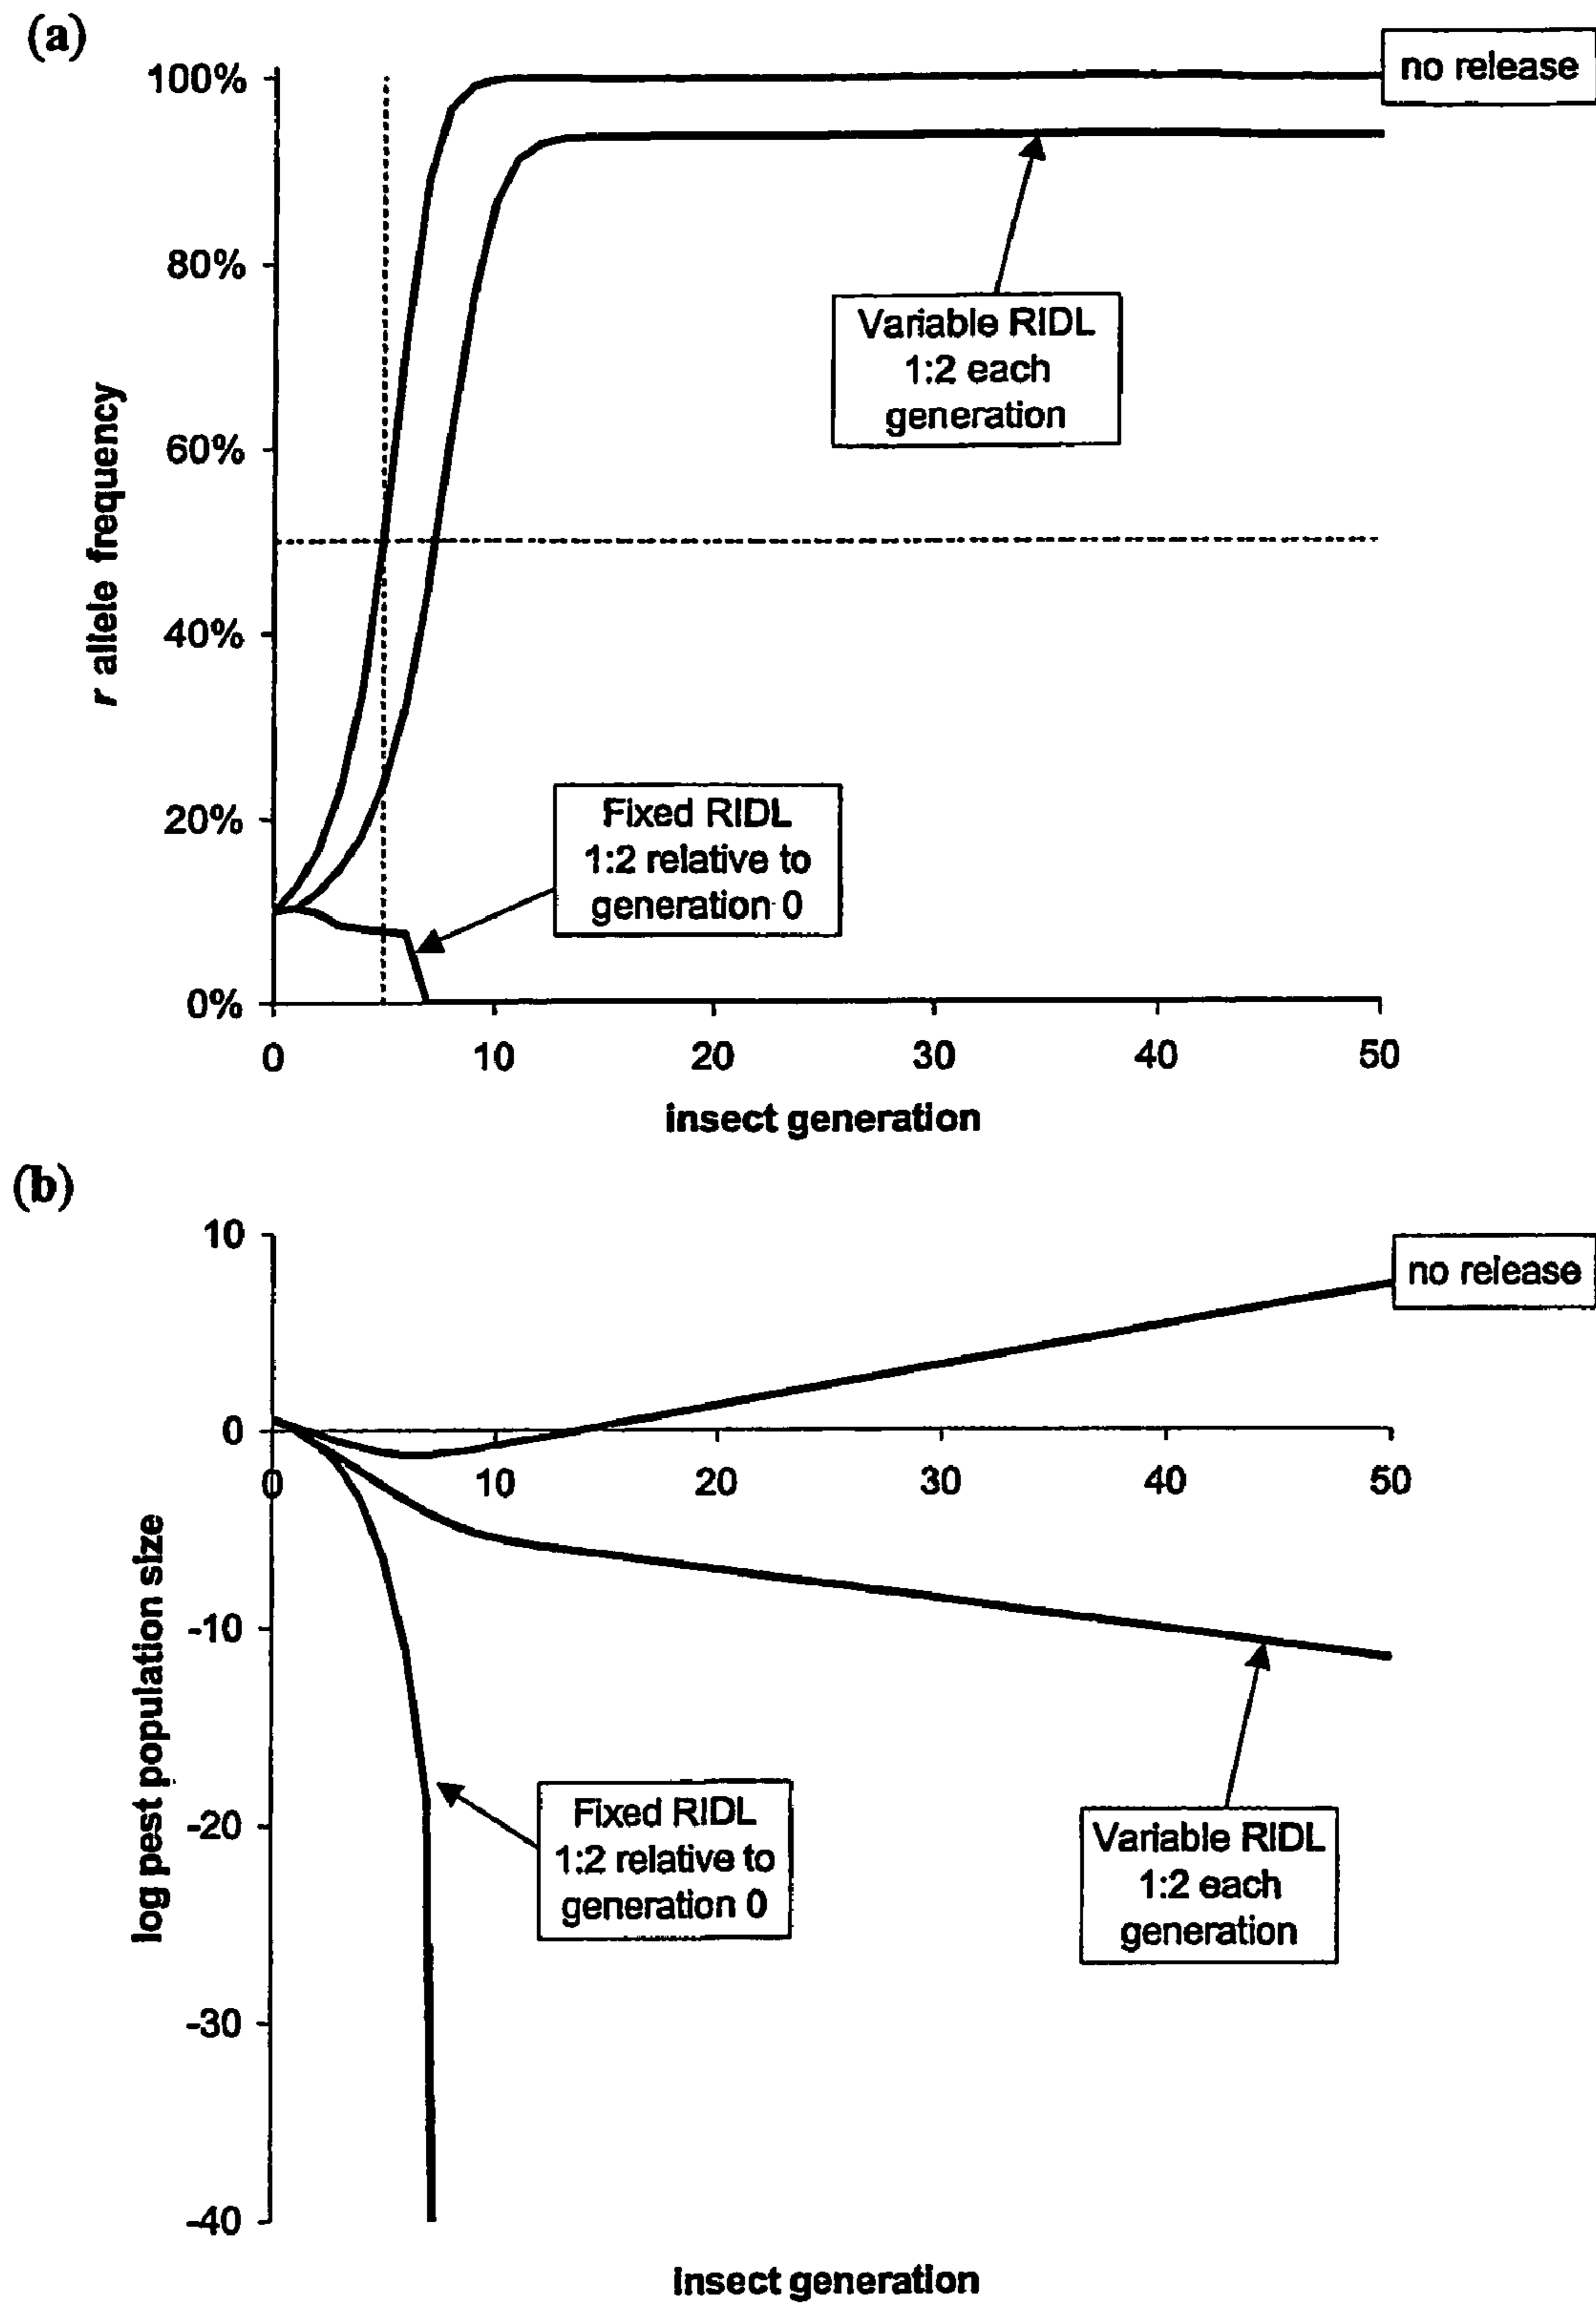 (a)
100%
no release
80%
Variable RIDL
1:2 each
generation
60%
r allele frequency
40%
Fixed RIDL
1:2 relative to
generation 0
20%
0%
0 10 20 30 40 50
insect generation
(b)
10
no release
0
0 10 20 30 40 50
log pest population size
-10
Fixed RIDL
1:2 relative to
generation 0
Variable RIDL
1:2 each
generation
-20
-30
-40
insect generation